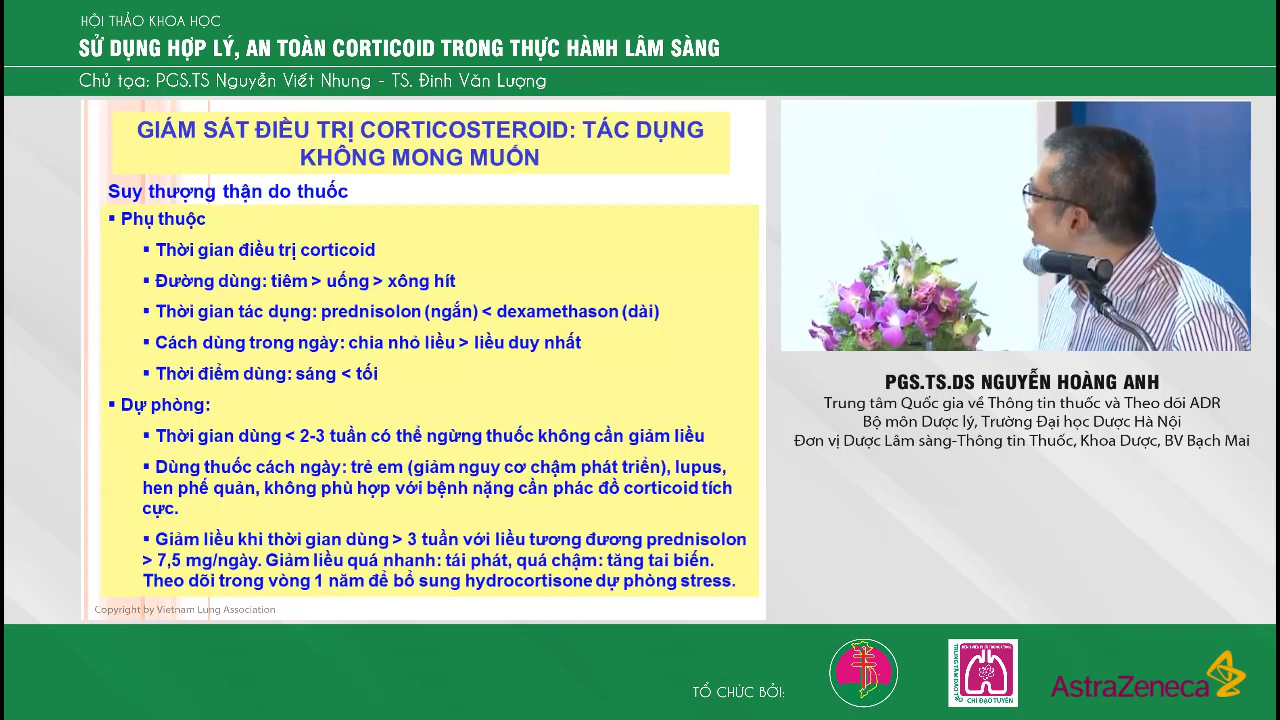 HỘI THẢO KHOA HỌC
SỬ DỤNG HỢP LÝ, AN TOÀN CORTICOID TRONG THỰC HÀNH LÂM SÀNG
Chủ tọa: PGS.TS Nguyễn Viết Nhung - TS. Đinh Văn Lượng
GIÁM SÁT ĐIỀU TRỊ CORTICOSTEROID: TÁC DỤNG
KHÔNG MONG MUỐN
Suy thượng thận do thuốc
▪ Phụ thuộc
▪ Thời gian điều trị corticoid
▪ Đường dùng: tiêm > uống > xông hít
▪ Thời gian tác dụng: prednisolon (ngắn) < dexamethason (dài)
▪ Cách dùng trong ngày: chia nhỏ liều > liều duy nhất
▪ Thời điểm dùng: sáng < tối
▪ Dự phòng:
▪ Thời gian dùng < 2-3 tuần có thể ngừng thuốc không cần giảm liều
▪ Dùng thuốc cách ngày: trẻ em (giảm nguy cơ chậm phát triển), lupus,
hen phế quản, không phù hợp với bệnh nặng cần phác đồ corticoid tích
cực.
▪ Giảm liều khi thời gian dùng > 3 tuần với liều tương đương prednisolon
> 7,5 mg/ngày. Giảm liều quá nhanh: tái phát, quá chậm: tăng tai biến.
Theo dõi trong vòng 1 năm để bổ sung hydrocortisone dự phòng stress.
Copyright by Vietnam Lung Association
PGS.TS.DS NGUYỄN HOÀNG ANH
Trung tâm Quốc gia về Thông tin thuốc và Theo dõi ADR
Bộ môn Dược lý, Trường Đại học Dược Hà Nội
Đơn vị Dược Lâm sàng-Thông tin Thuốc, Khoa Dược, BV Bạch Mai
TỔ CHỨC BỞI:
CHỈ ĐẠO TUYẾN
AstraZeneca